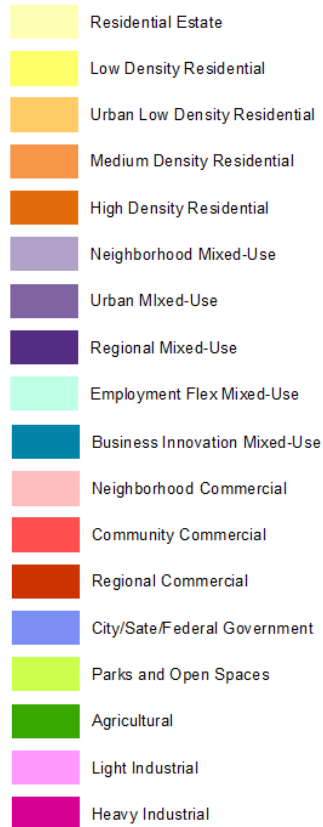 Residential Estate
Low Density Residential
Urban Low Density Residential
Medium Density Residential
High Density Residential
Neighborhood Mixed-Use
Urban MIxed-Use
Regional Mixed-Use
Employment Flex Mixed-Use
Business Innovation Mixed-Use
Neighborhood Commercial
Community Commercial
Regional Commercial
City/Sate/Federal Government
Parks and Open Spaces
Agricultural
Light Industrial
Heavy Industrial